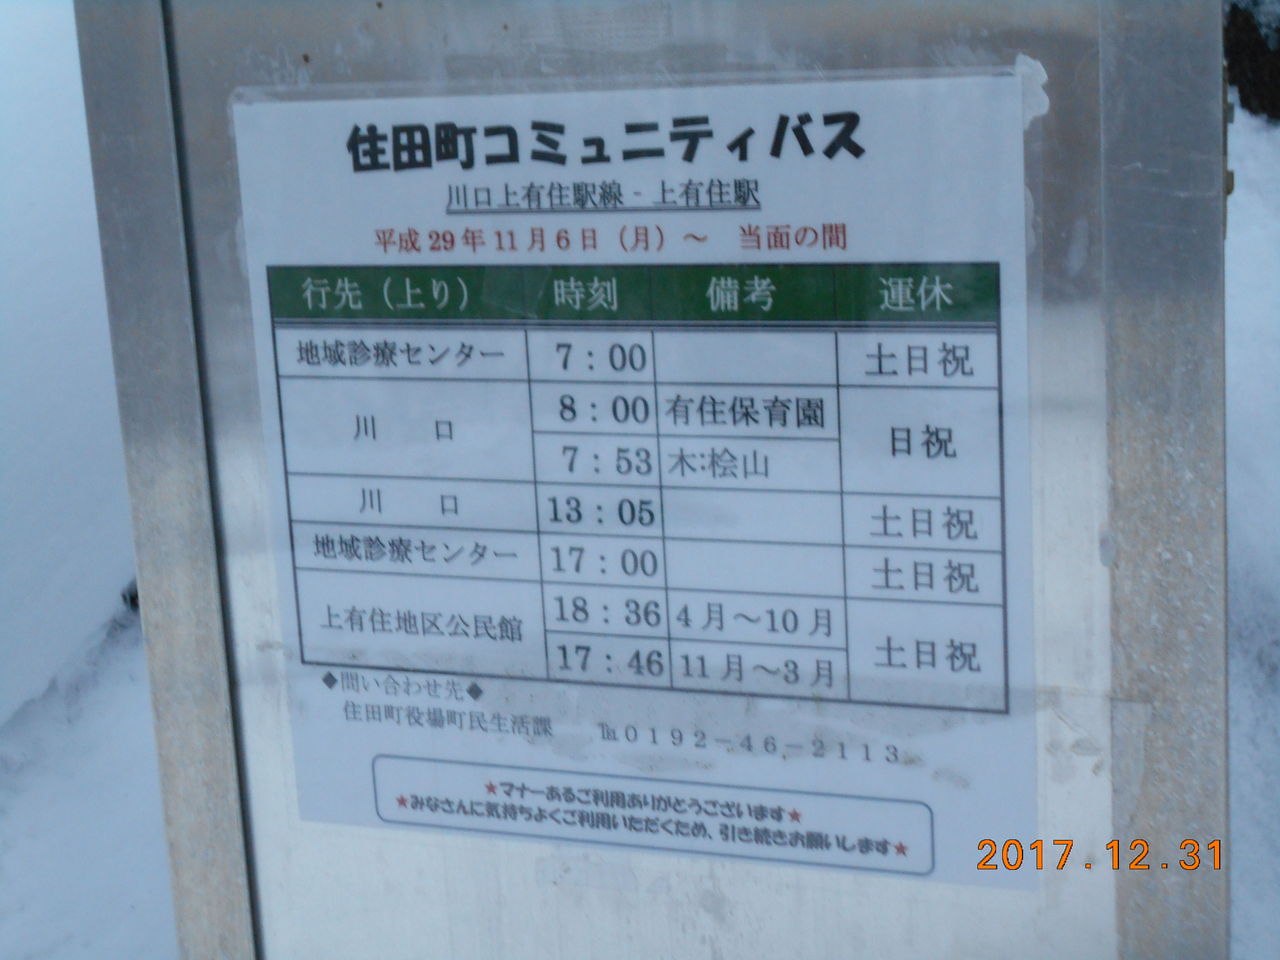 住田町コミュニティバス
川口上有住駅線 - 上有住駅
平成29年11月6日（月）～ 当面の間
行先（上り） 時刻 備考 運休
地域診療センター 7：00 土日祝
川 口 8：00 有住保育園 日祝
7：53 木:桧山
川 口 13：05 土日祝
地域診療センター 17：00 土日祝
上有住地区公民館 18：36 4月～10月 土日祝
17：46 11月～3月
◆問い合わせ先◆
住田町役場町民生活課 ℡０１９２－４６－２１１３
★マナーあるご利用ありがとうございます★
★みなさんに気持ちよくご利用いただくため、引き続きお願いします★
2017.12.31